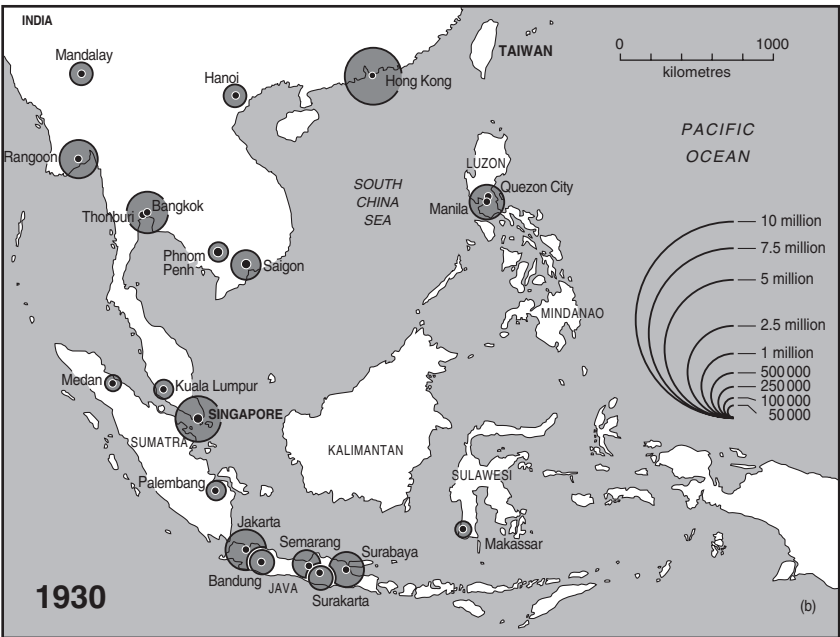 INDIA
Mandalay
Hanoi
Hong Kong
TAIWAN
0
1000
kilometres
PACIFIC
OCEAN
Rangoon
LUZON
SOUTH
CHINA
SEA
Quezon City
Manila
Bangkok
Thonburi
10 million
7.5 million
5 million
2.5 million
1 million
500 000
250 000
100 000
50 000
Phnom
Penh
Saigon
MINDANAO
Medan
Kuala Lumpur
SINGAPORE
SUMATRA
KALIMANTAN
SULAWESI
Palembang
Jakarta
Semarang
Surabaya
Makassar
Bandung
JAVA
Surakarta
1930
(b)